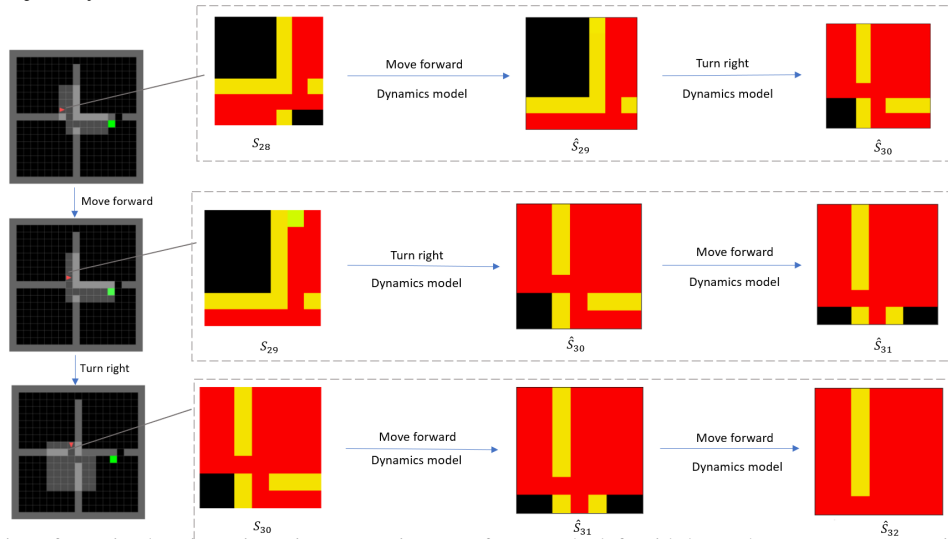 Move forward
Dynamics model
Turn right
Dynamics model
S28
Ŝ29
Ŝ30
Move forward
Turn right
Dynamics model
Move forward
Dynamics model
S29
Ŝ30
Ŝ31
Turn right
Move forward
Dynamics model
Move forward
Dynamics model
S30
Ŝ31
Ŝ32